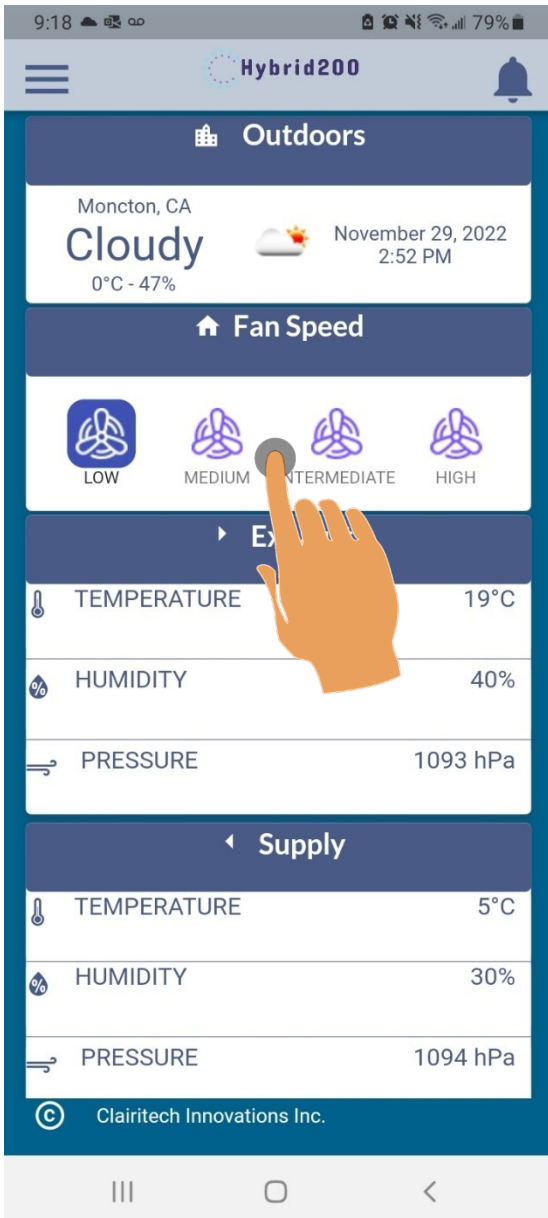 9:18 79%
Hybrid200
Outdoors
Moncton, CA
Cloudy
0°C - 47%
November 29, 2022
2:52 PM
Fan Speed
LOW MEDIUM NTERMEDIATE HIGH
TEMPERATURE 19°C
% HUMIDITY 40%
PRESSURE 1093 hPa
Supply
TEMPERATURE 5°C
% HUMIDITY 30%
PRESSURE 1094 hPa
© Clairitech Innovations Inc.